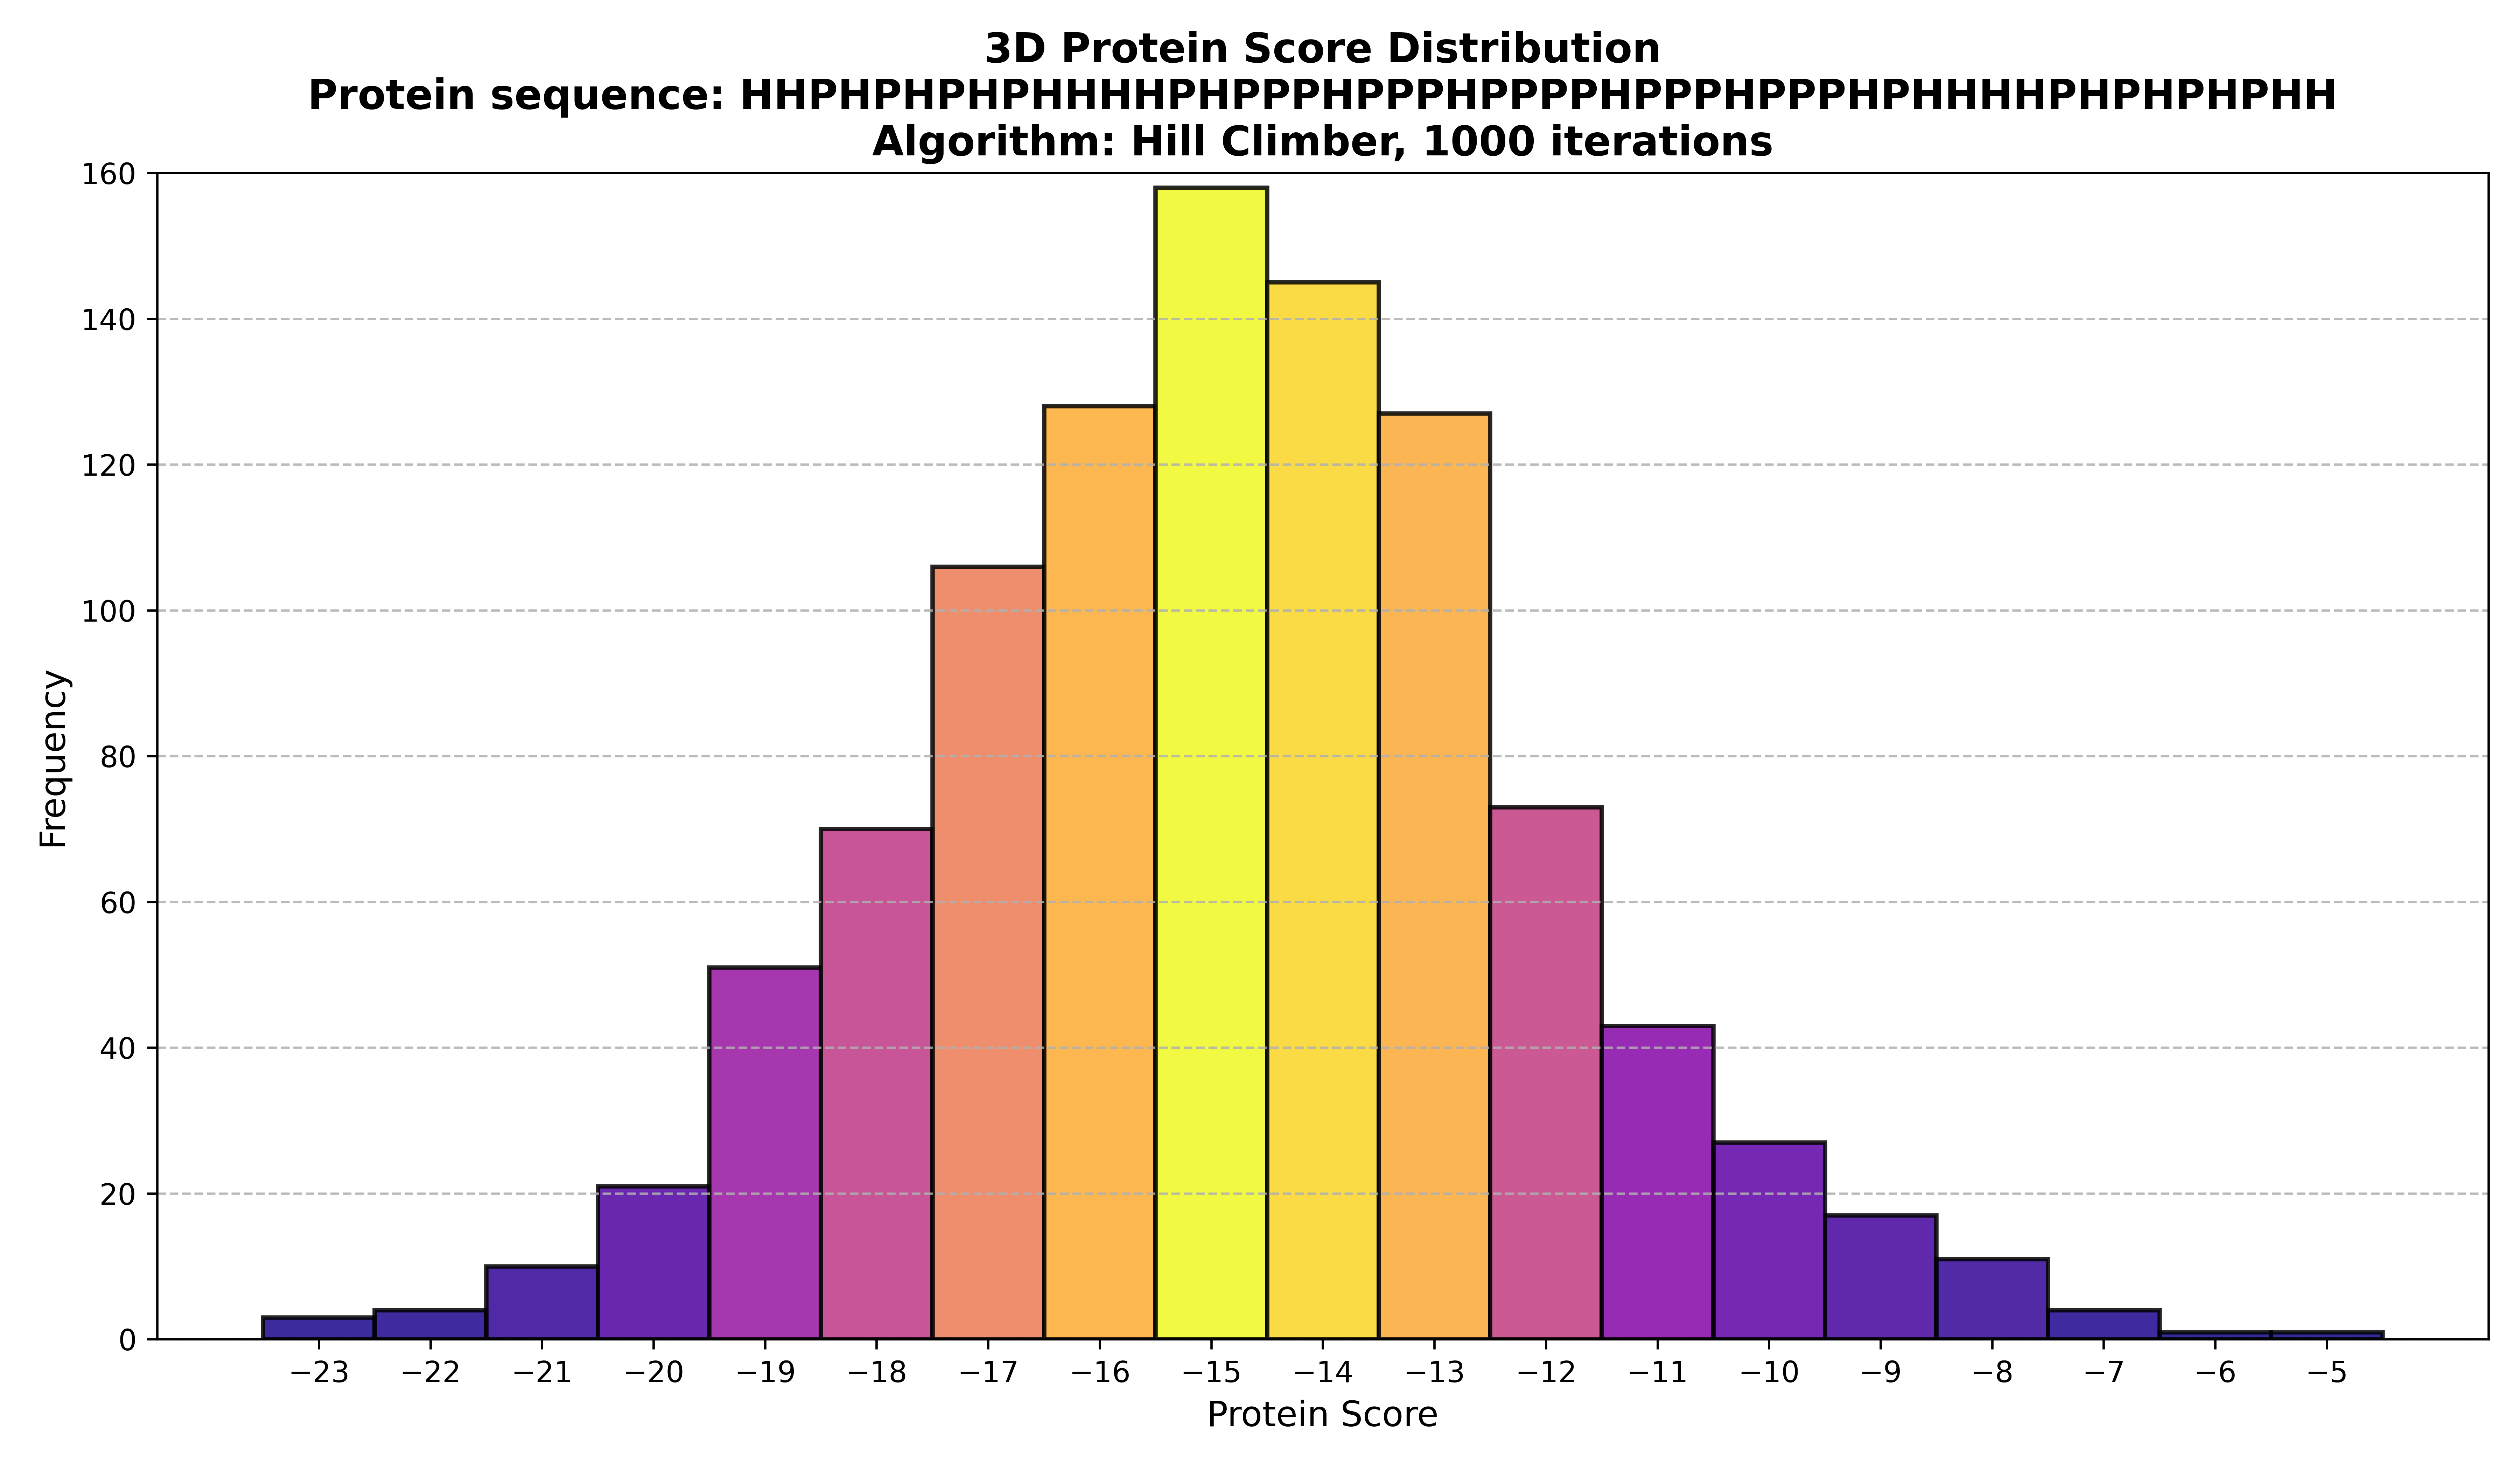 3D Protein Score Distribution
Protein sequence: HHPHPHPHPHHHHPHPPPHPPPHPPPPHPPPHPPPHPHHHHPHPHPHPHH
Algorithm: Hill Climber, 1000 iterations
160
140
120
100
80
60
40
20
0
Frequency
−23 −22 −21 −20 −19 −18 −17 −16 −15 −14 −13 −12 −11 −10 −9 −8 −7 −6 −5
Protein Score